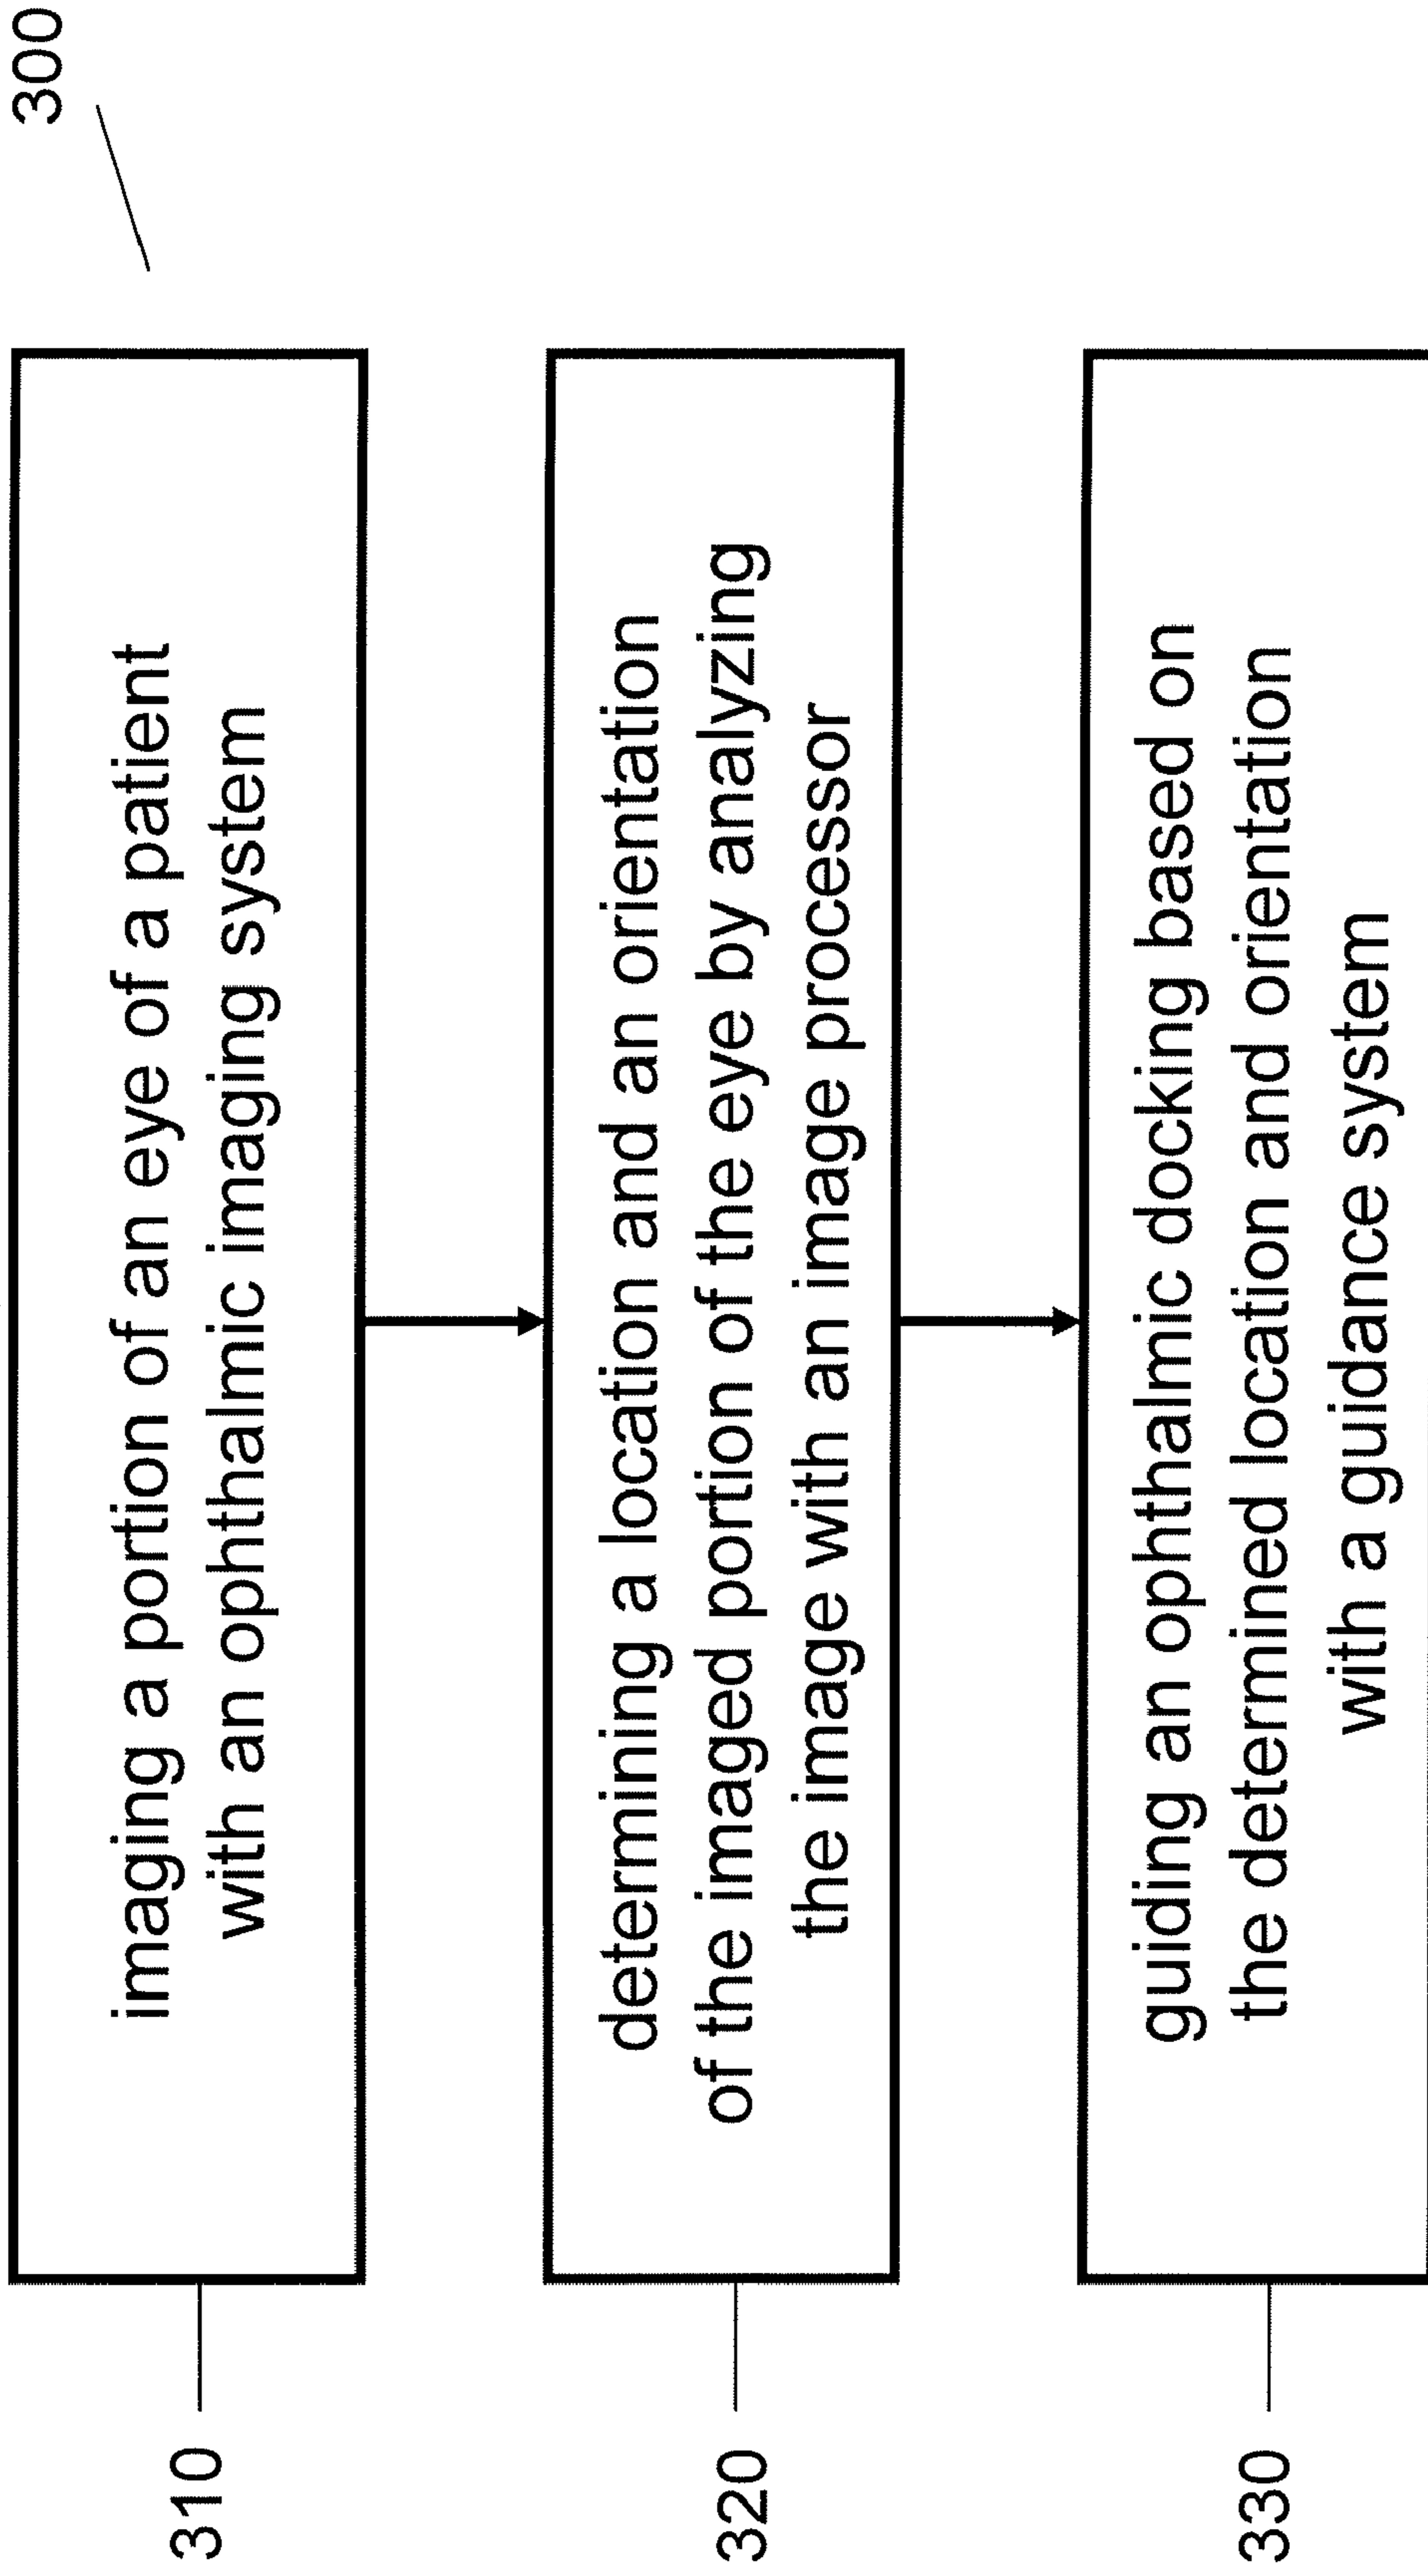 300
310
imaging a portion of an eye of a patient
with an ophthalmic imaging system
320
determining a location and an orientation
of the imaged portion of the eye by analyzing
the image with an image processor
330
guiding an ophthalmic docking based on
the determined location and orientation
with a guidance system